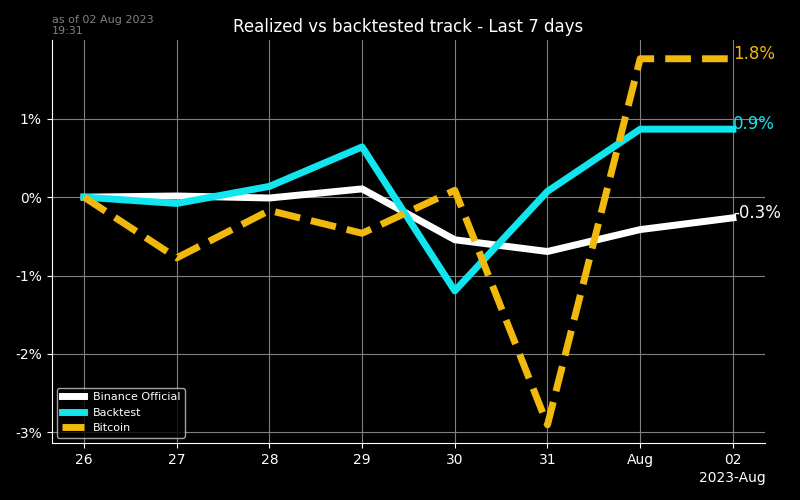 as of 02 Aug 2023
19:31
Realized vs backtested track - Last 7 days
1.8%
0.9%
-0.3%
1%
0%
-1%
-2%
-3%
Binance Official
Backtest
Bitcoin
26 27 28 29 30 31 Aug 02
2023-Aug